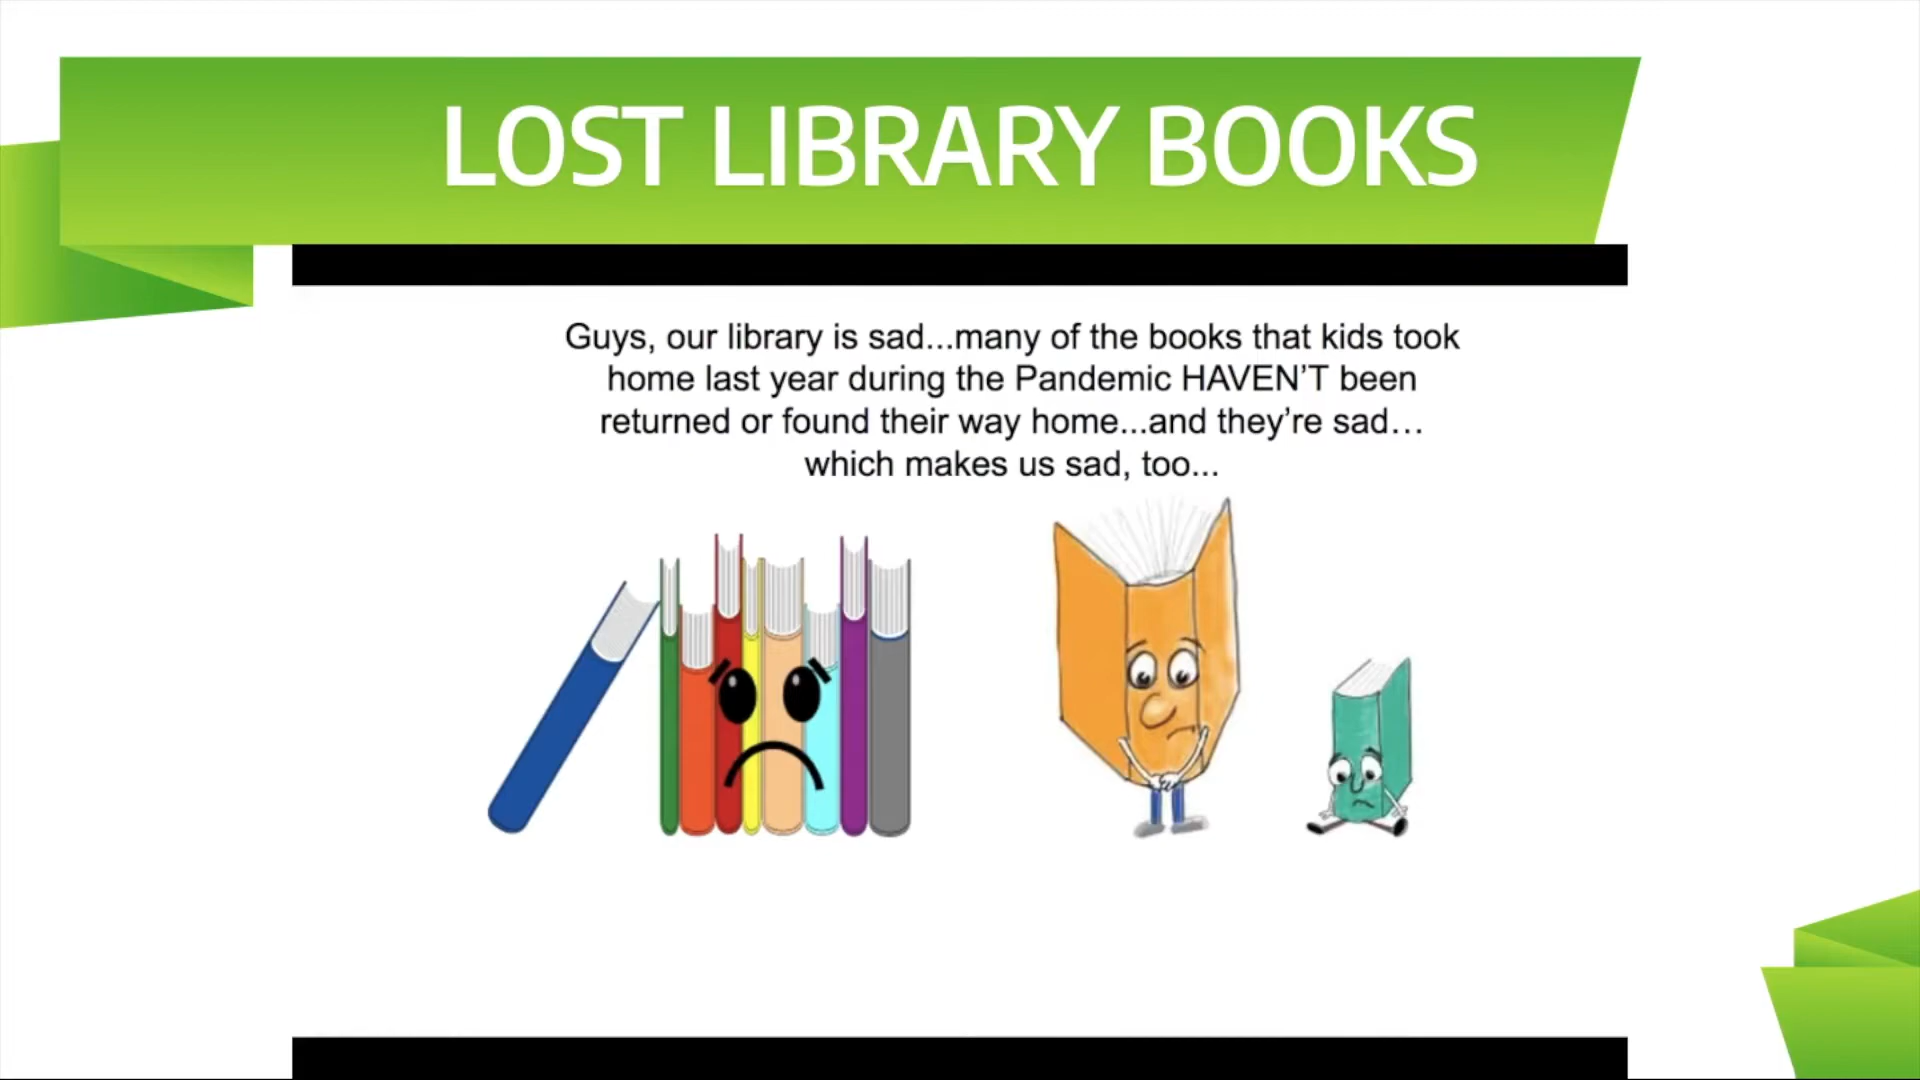 LOST LIBRARY BOOKS
Guys, our library is sad...many of the books that kids took
home last year during the Pandemic HAVEN’T been
returned or found their way home...and they’re sad…
which makes us sad, too...